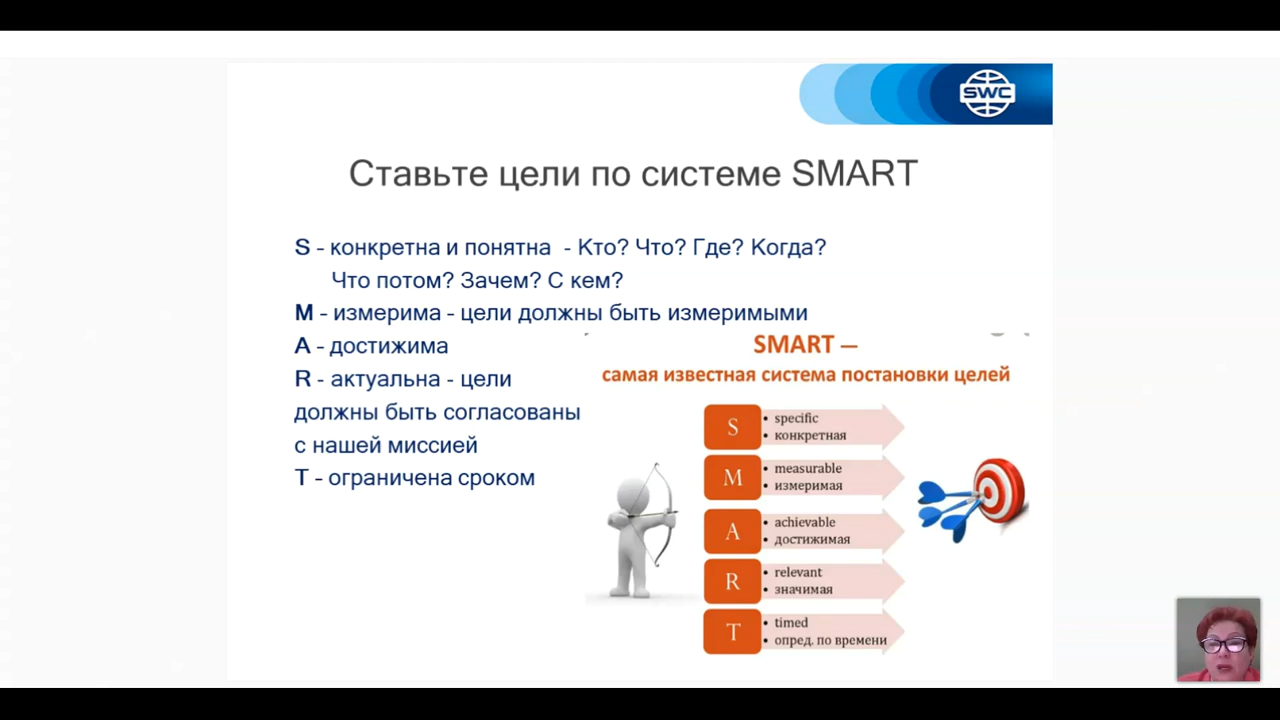 SWC
Ставьте цели по системе SMART
S - конкретна и понятна - Кто? Что? Где? Когда?
Что потом? Зачем? С кем?
M - измерима - цели должны быть измеримыми
A - достижима
R - актуальна - цели
должны быть согласованы
с нашей миссией
T - ограничена сроком
SMART —
самая известная система постановки целей
S
• specific
• конкретная
M
• measurable
• измеримая
A
• achievable
• достижимая
R
• relevant
• значимая
T
• timed
• опред. по времени